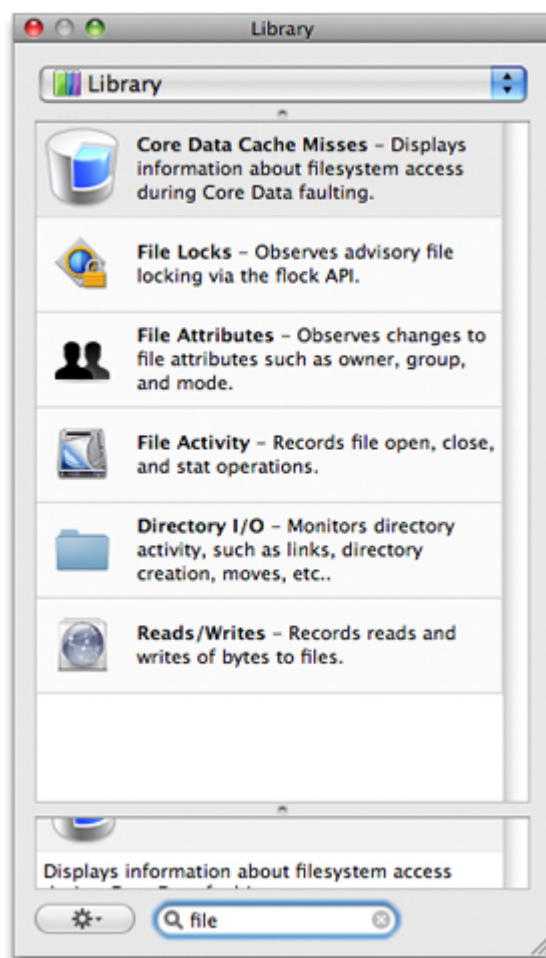 Library
Library
Core Data Cache Misses – Displays
information about filesystem access
during Core Data faulting.
File Locks – Observes advisory file
locking via the flock API.
File Attributes – Observes changes to
file attributes such as owner, group,
and mode.
File Activity – Records file open, close,
and stat operations.
Directory I/O – Monitors directory
activity, such as links, directory
creation, moves, etc..
Reads/Writes – Records reads and
writes of bytes to files.
Displays information about filesystem access
file